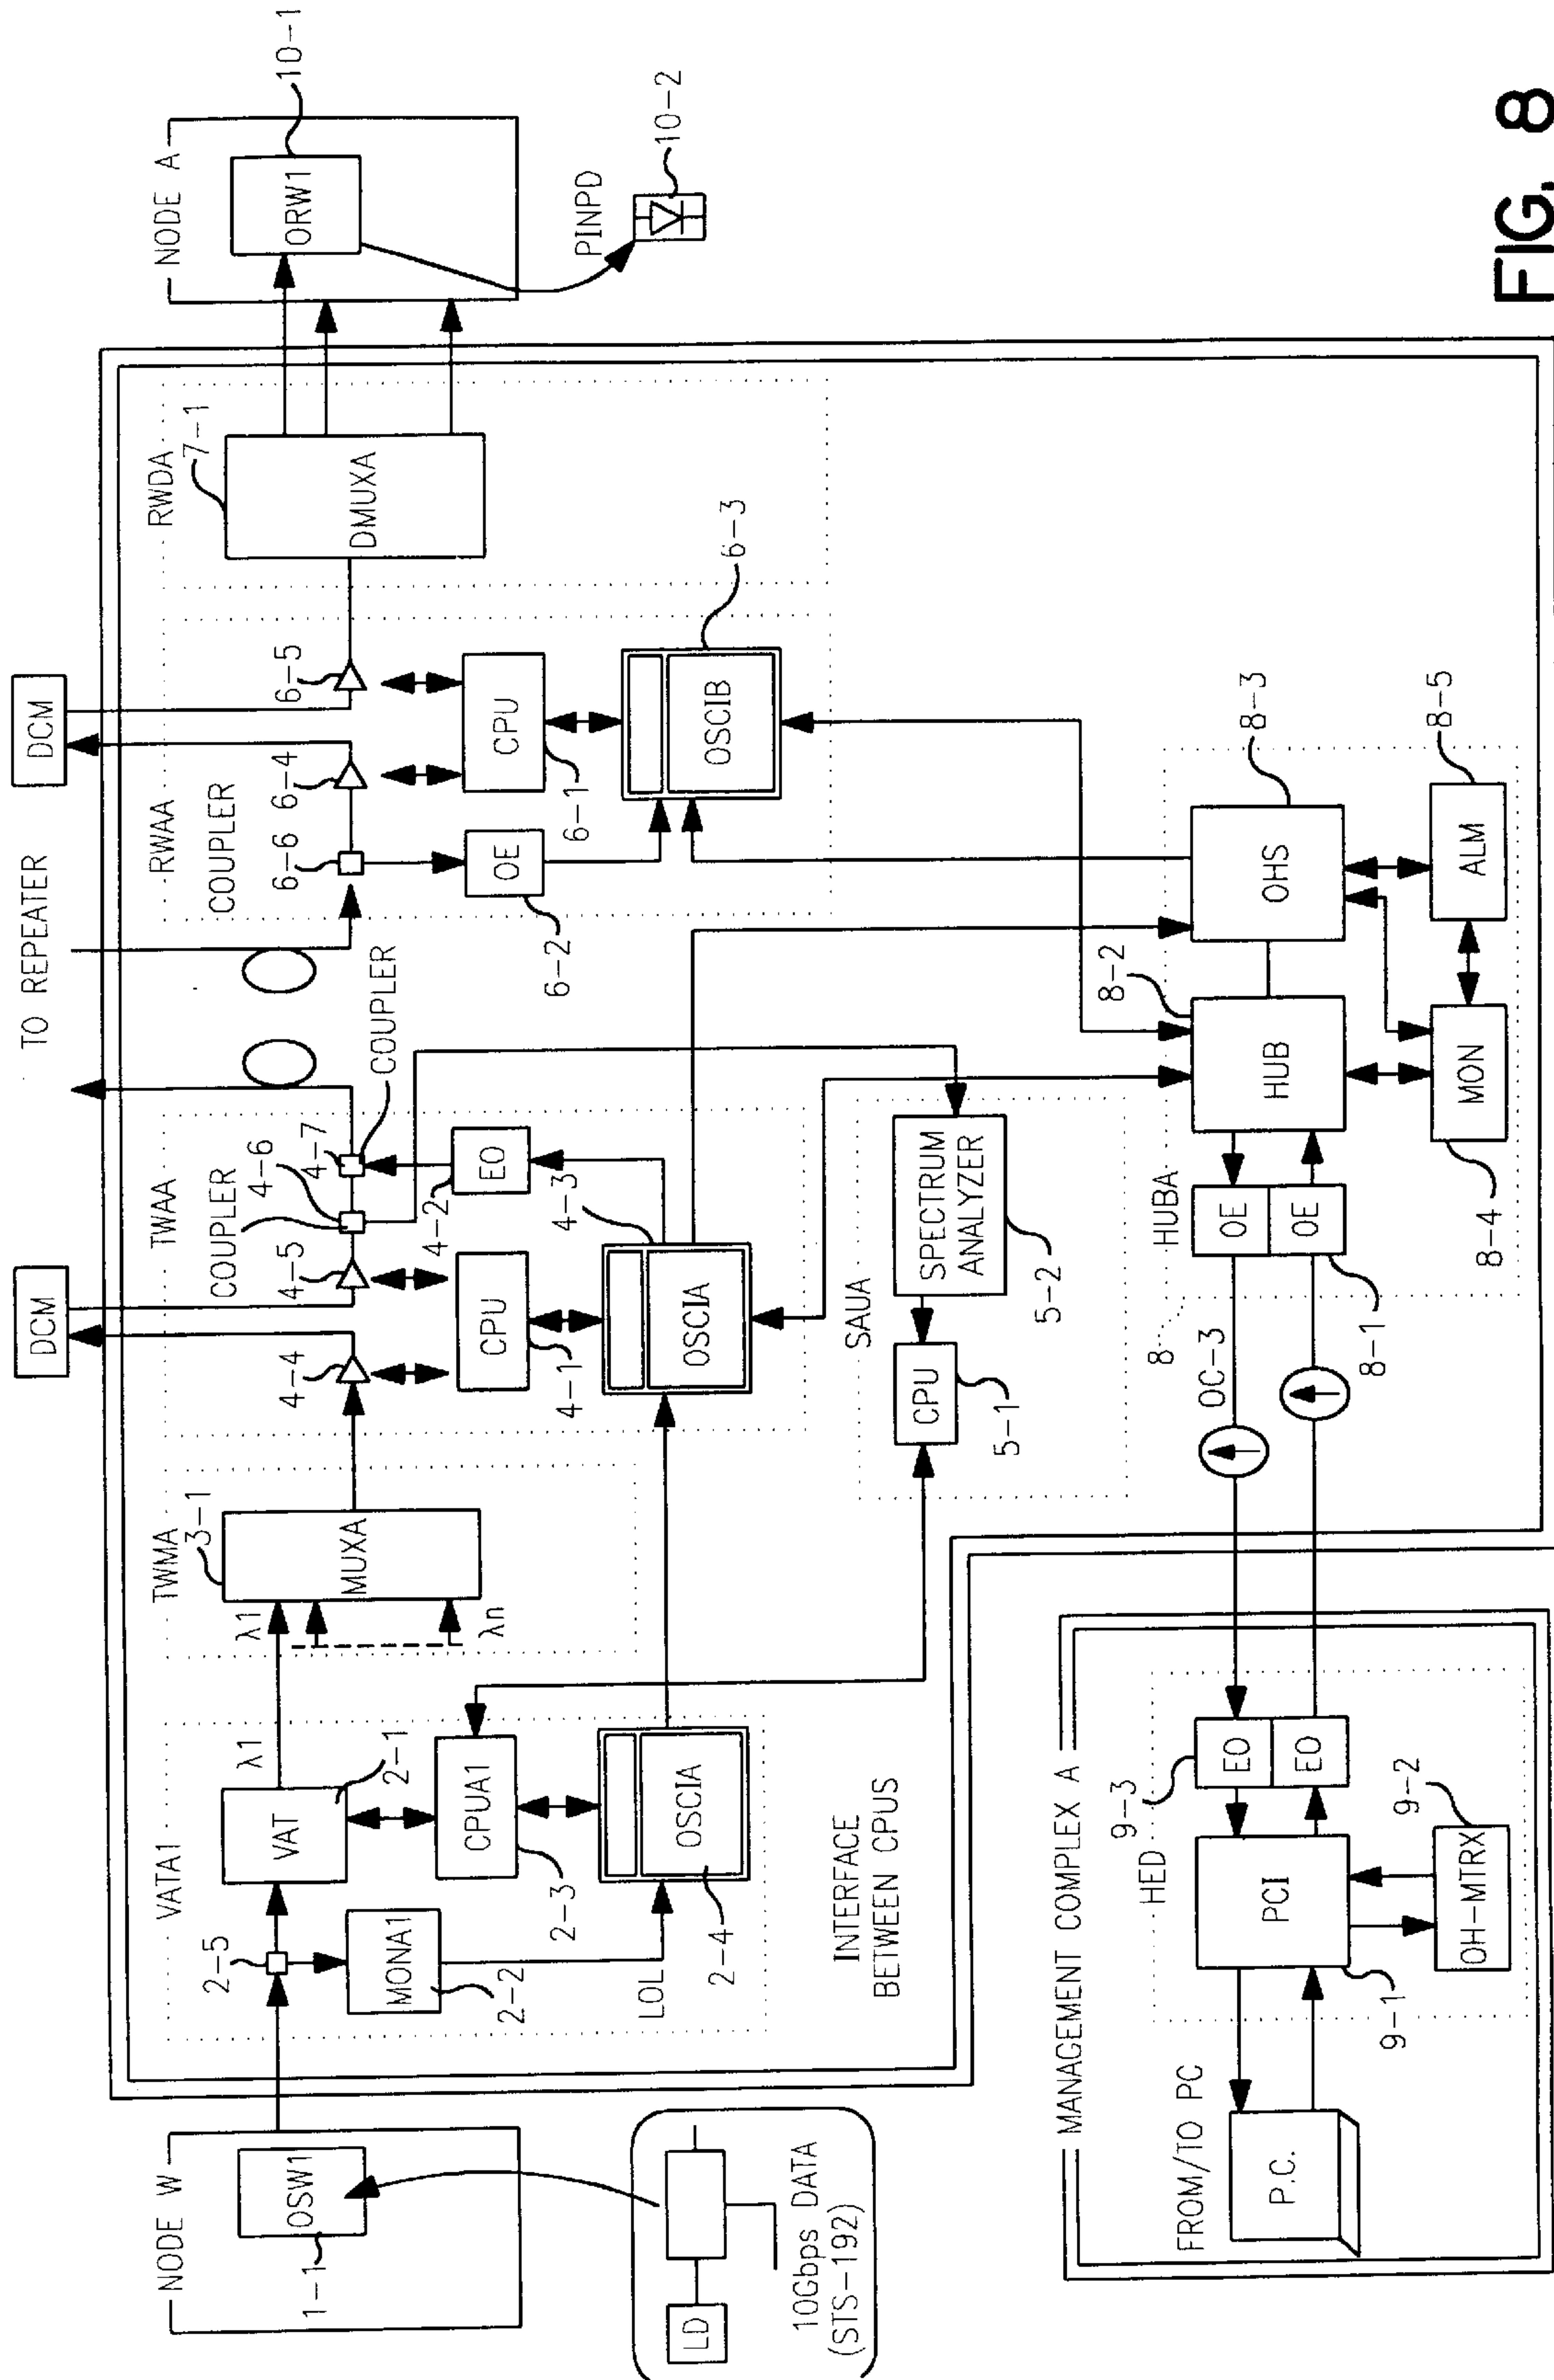 NODE W
OSW1
1-1
LD
10Gbps DATA
(STS-192)
VATA1
2-5
VAT
λ1
2-1
MONA1
2-2
CPUA1
2-3
LOL
OSCIA
2-4
INTERFACE
BETWEEN CPUS
TWMA
3-1
λ1
MUXA
λn
DCM
TWAA
4-4
4-5
COUPLER
4-6
4-7
COUPLER
CPU
4-1
4-2
EO
4-3
OSCIA
SAUA
CPU
5-1
SPECTRUM
ANALYZER
5-2
TO REPEATER
DCM
RWAA
COUPLER
6-6
6-4
6-5
OE
6-2
CPU
6-1
OSCIB
6-3
RWDA
7-1
DMUXA
NODE A
ORW1
10-1
PINPD
10-2
HUBA
8
OC-3
OE
OE
8-1
HUB
8-2
OHS
8-3
MON
8-4
ALM
8-5
MANAGEMENT COMPLEX A
FROM/TO PC
P.C.
HED
9-3
EO
EO
PCI
9-1
OH-MTRX
9-2
FIG. 8